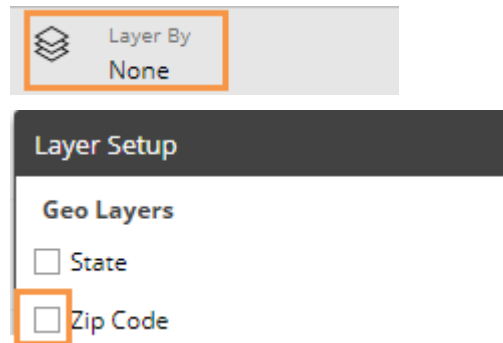 Layer By
None
Layer Setup
Geo Layers
State
Zip Code